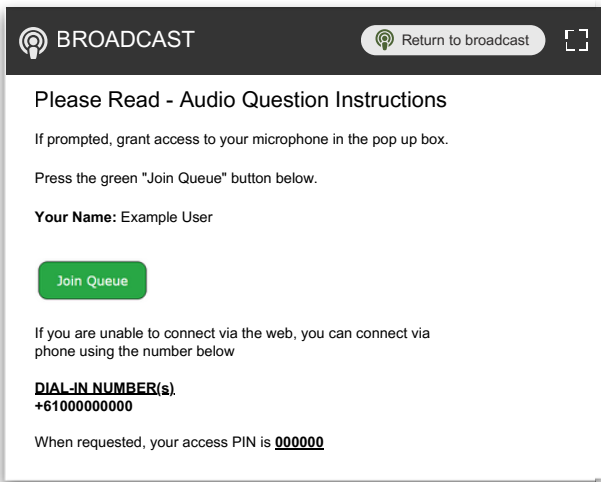 BROADCAST
Return to broadcast
Please Read - Audio Question Instructions
If prompted, grant access to your microphone in the pop up box.
Press the green "Join Queue" button below.
Your Name: Example User
Join Queue
If you are unable to connect via the web, you can connect via
phone using the number below
DIAL-IN NUMBER(s)
+61000000000
When requested, your access PIN is 000000